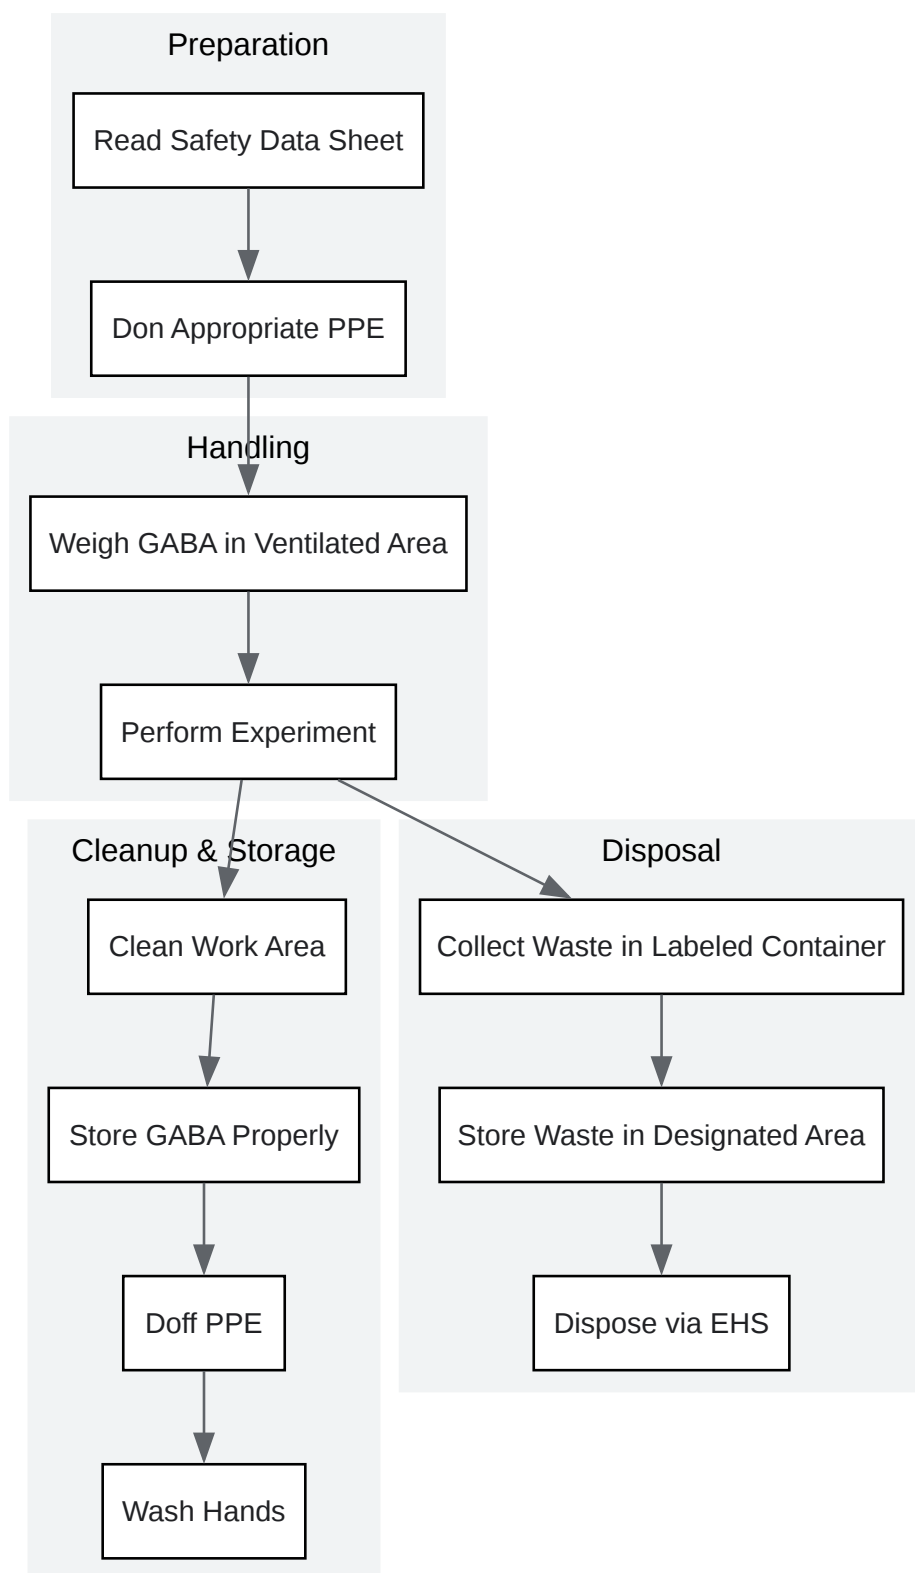 Preparation
Read Safety Data Sheet
Don Appropriate PPE
Handling
Weigh GABA in Ventilated Area
Perform Experiment
Cleanup & Storage
Clean Work Area
Store GABA Properly
Doff PPE
Wash Hands
Disposal
Collect Waste in Labeled Container
Store Waste in Designated Area
Dispose via EHS